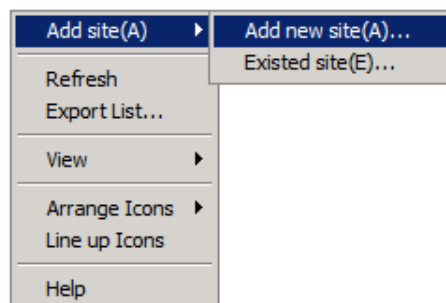 Add site(A)
Add new site(A)...
Existed site(E)...
Refresh
Export List...
View
Arrange Icons
Line up Icons
Help